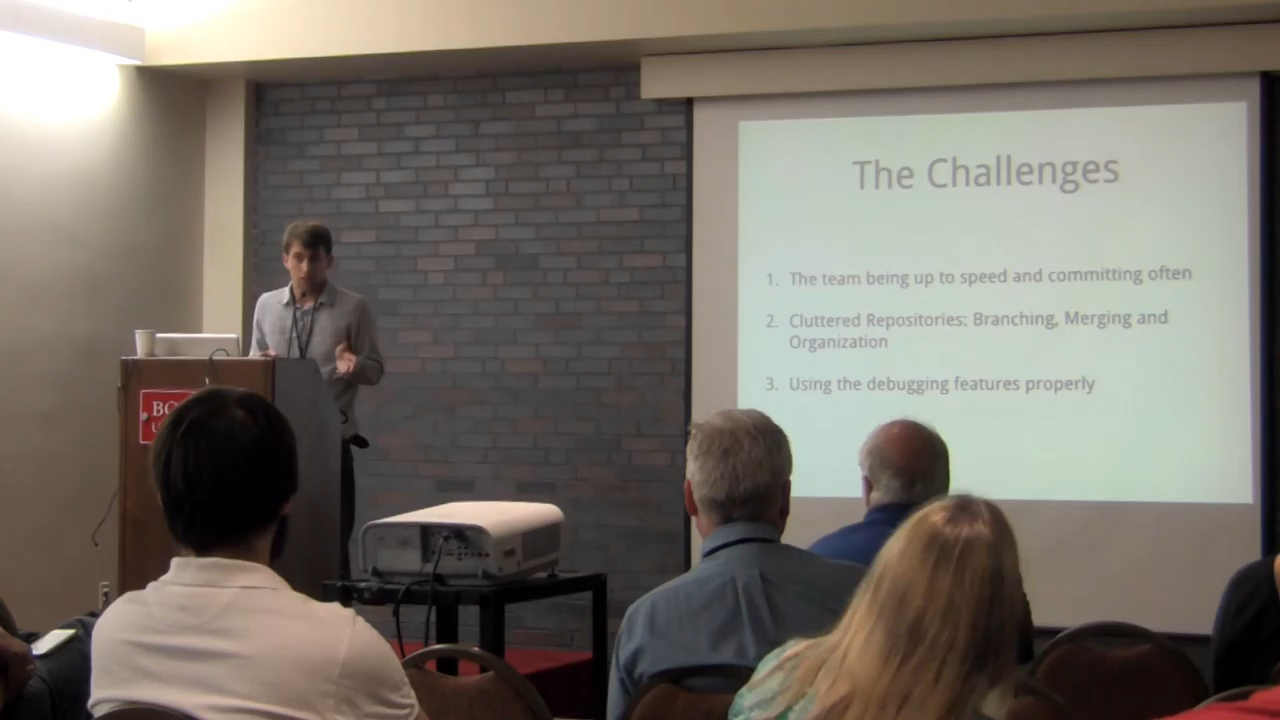 The Challenges
1. The team being up to speed and committing often
2. Cluttered Repositories: Branching, Merging and
Organization
3. Using the debugging features properly